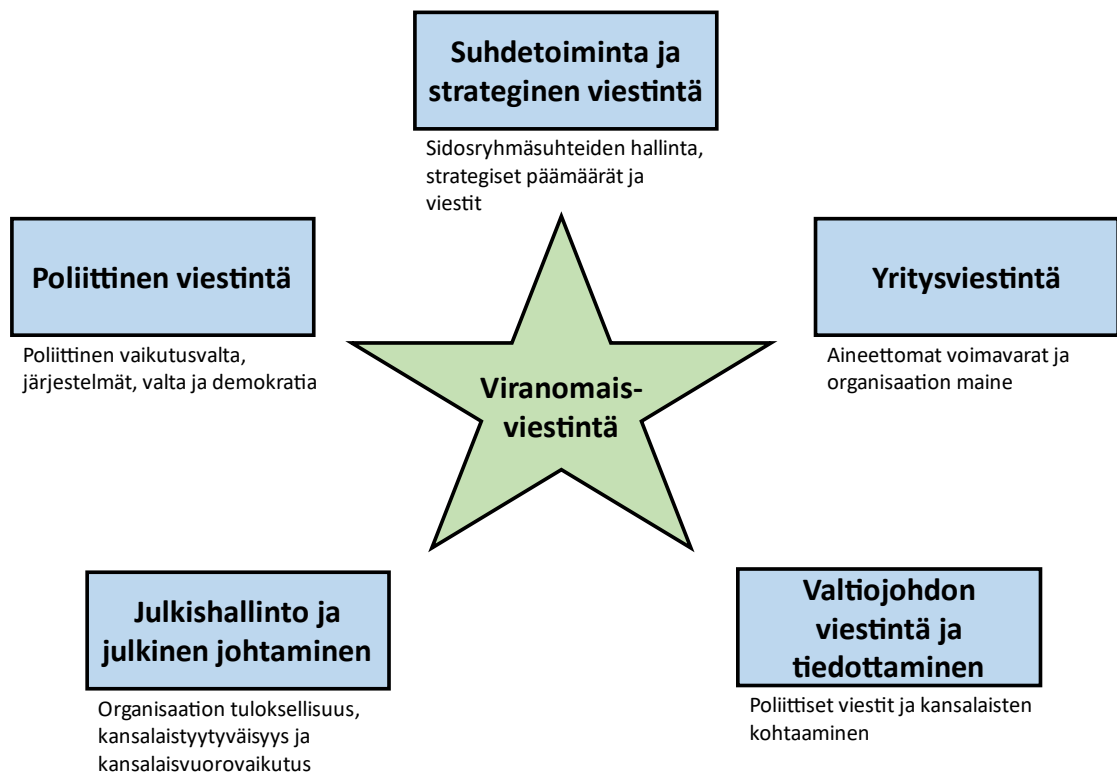 Suhdetoiminta ja
strateginen viestintä
Sidosryhmäsuhteiden hallinta,
strategiset päämäärät ja
viestit
Poliittinen viestintä
Poliittinen vaikutusvalta,
järjestelmät, valta ja demokratia
Yritysviestintä
Aineettomat voimavarat ja
organisaation maine
Viranomais-
viestintä
Julkishallinto ja
julkinen johtaminen
Organisaation tuloksellisuus,
kansalaistyytyväisyys ja
kansalaisvuorovaikutus
Valtiojohdon
viestintä ja
tiedottaminen
Poliittiset viestit ja kansalaisten
kohtaaminen